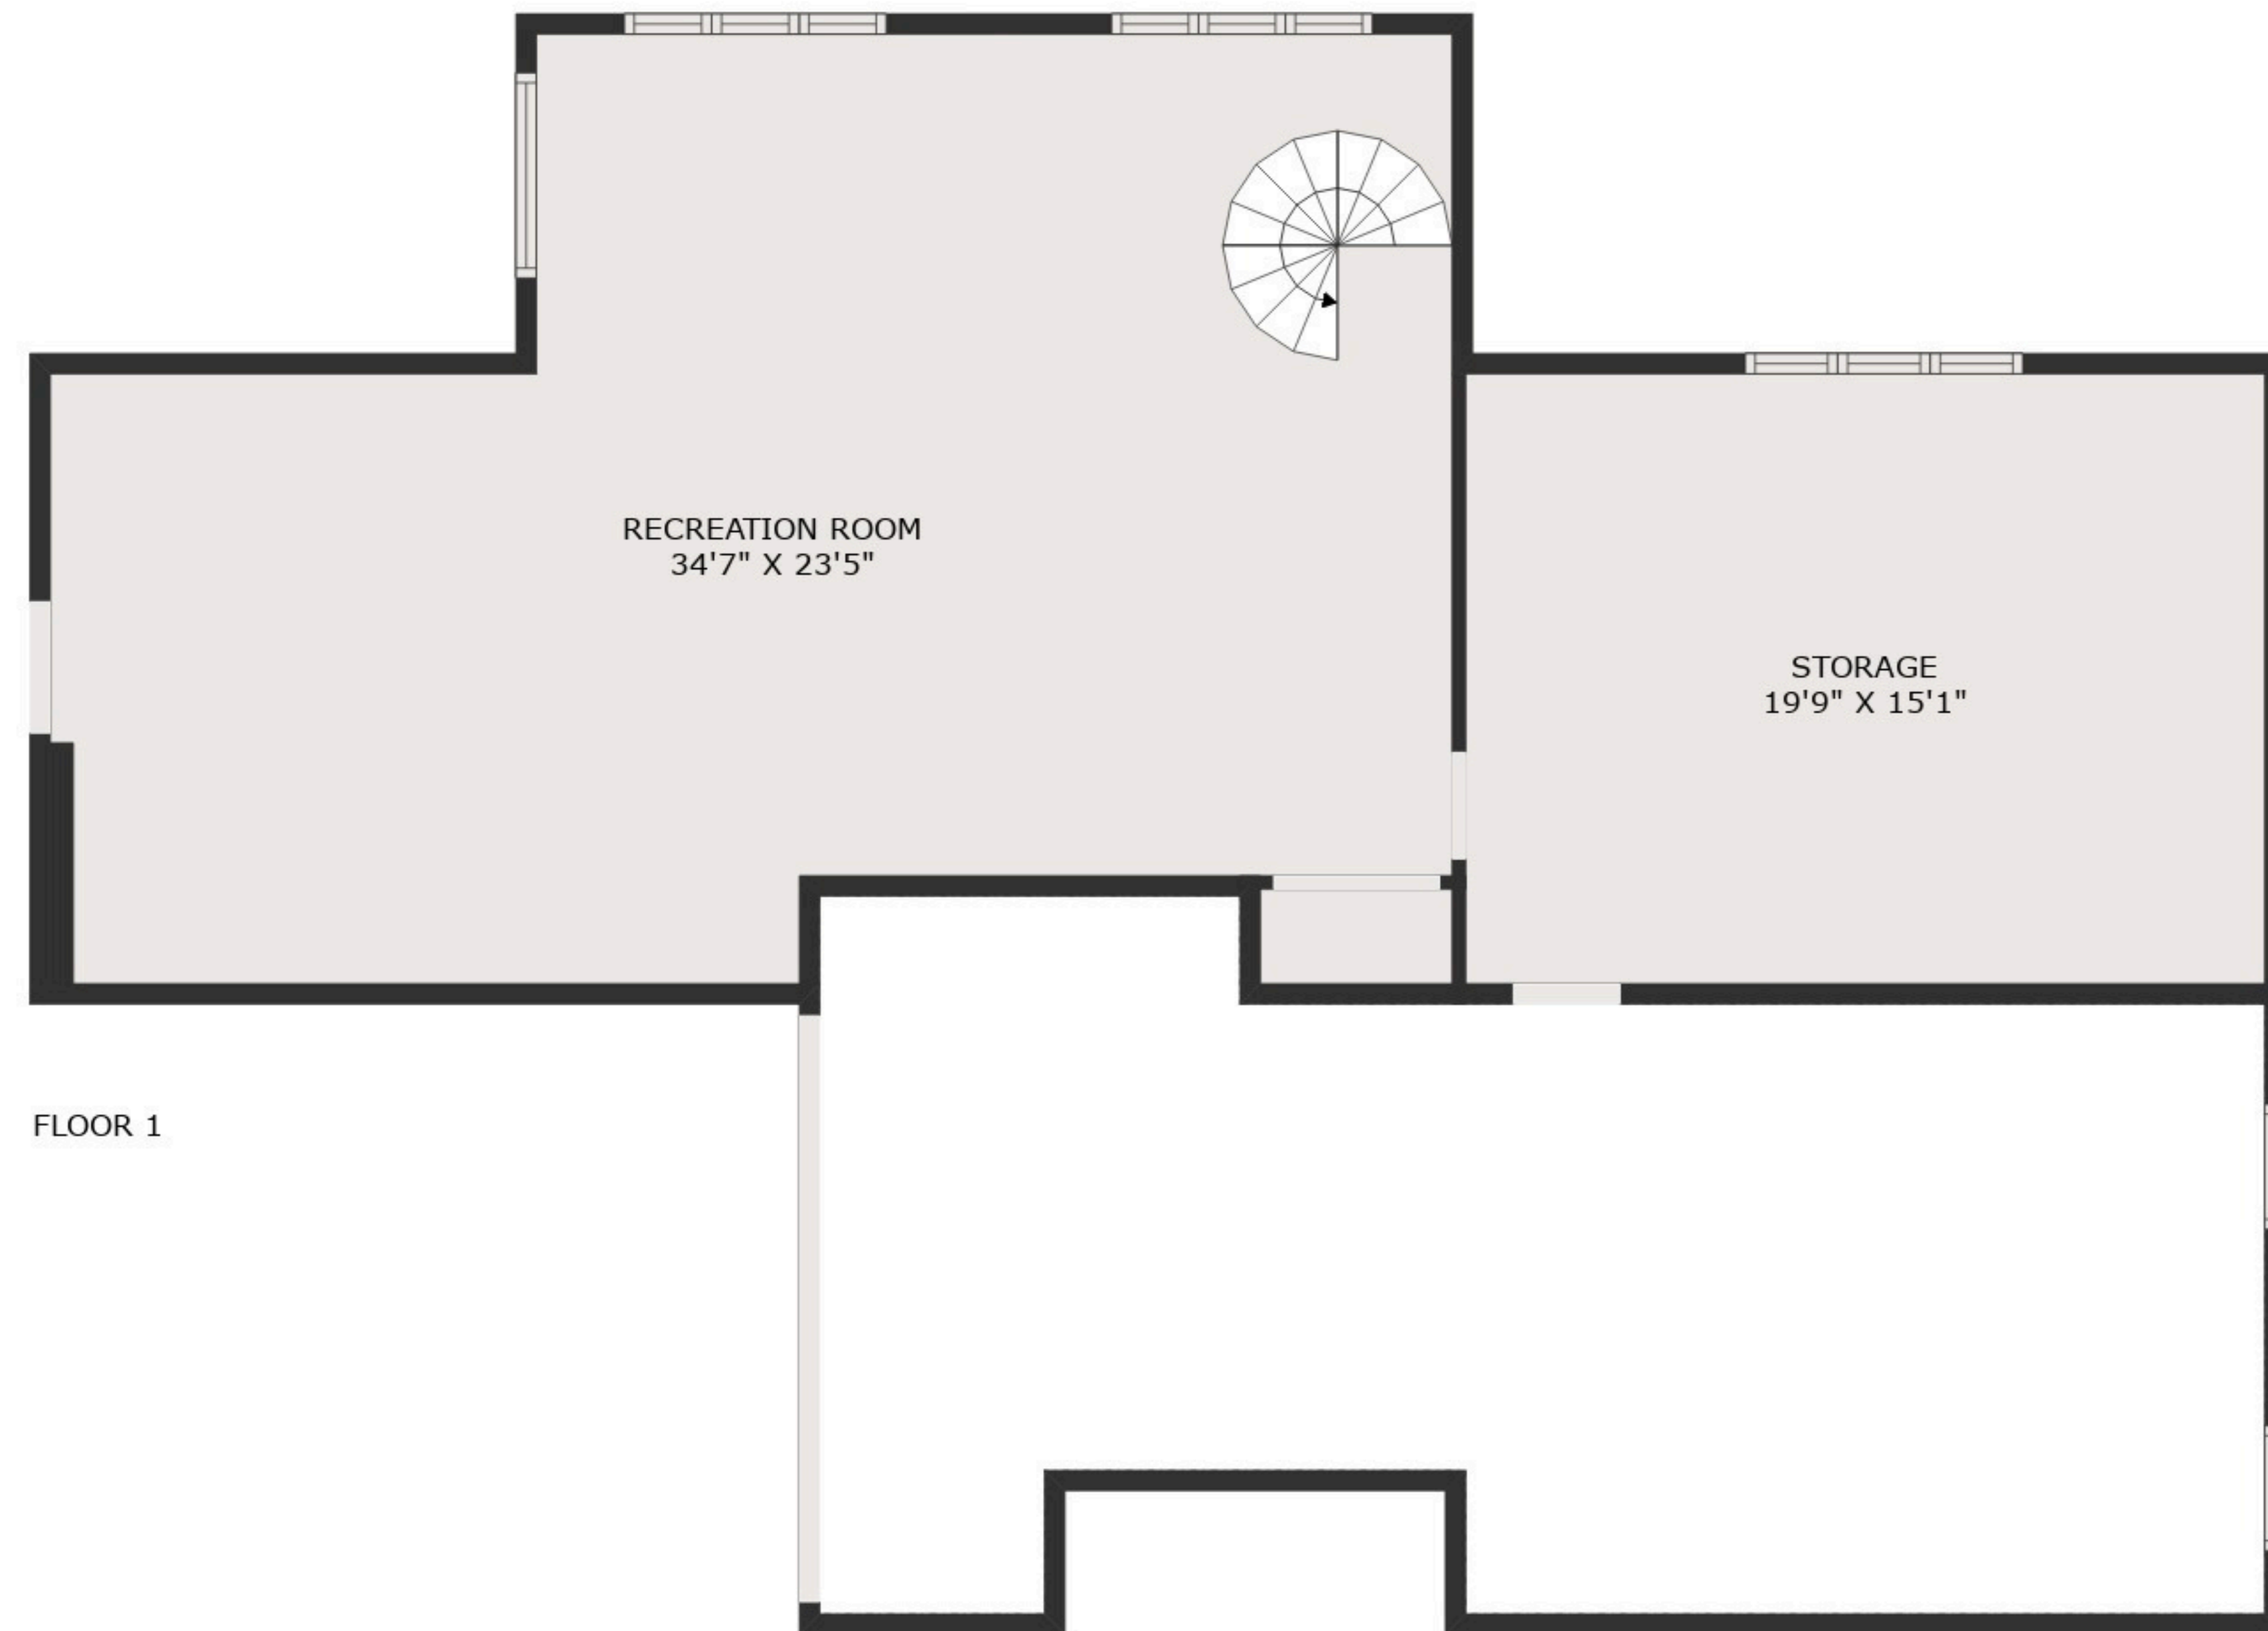 RECREATION ROOM
34'7" X 23'5"
STORAGE
19'9" X 15'1"
FLOOR 1